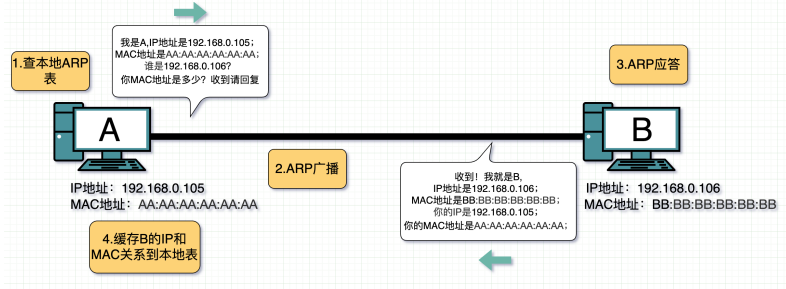 我是A,IP地址是192.168.0.105；
MAC地址是AA:AA:AA:AA:AA:AA；
谁是192.168.0.106？
你MAC地址是多少？收到请回复
1.查本地ARP
表
3.ARP应答
A
B
2.ARP广播
收到！我就是B,
IP地址是192.168.0.106；
MAC地址是BB:BB:BB:BB:BB:BB；
你的IP是192.168.0.105；
你的MAC地址是AA:AA:AA:AA:AA:AA；
IP地址：192.168.0.105
MAC地址：AA:AA:AA:AA:AA:AA
IP地址：192.168.0.106
MAC地址：BB:BB:BB:BB:BB:BB
4.缓存B的IP和
MAC关系到本地表